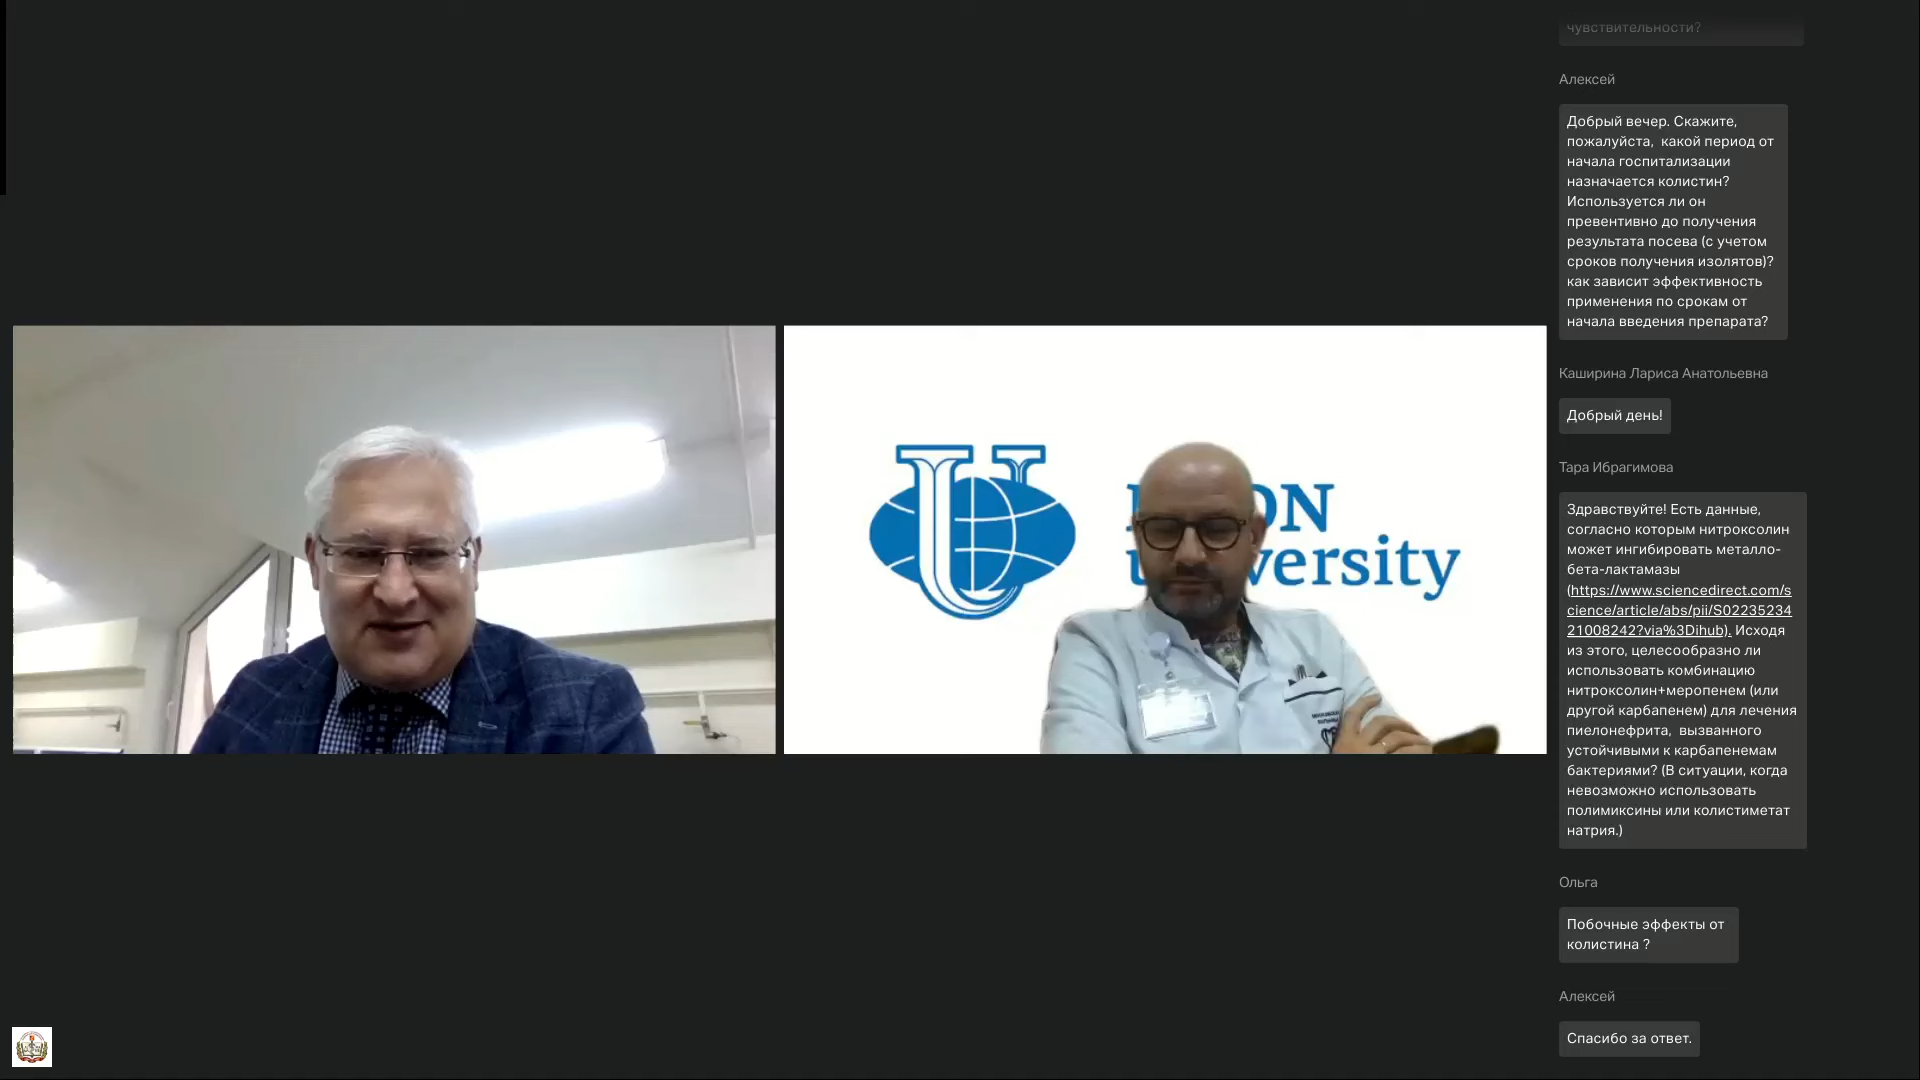 чувствительности?
Алексей
Добрый вечер. Скажите,
пожалуйста, какой период от
начала госпитализации
назначается колистин?
Используется ли он
превентивно до получения
результата посева (с учетом
сроков получения изолятов)?
как зависит эффективность
применения по срокам от
начала введения препарата?
Каширина Лариса Анатольевна
Добрый день!
Тара Ибрагимова
Здравствуйте! Есть данные,
согласно которым нитроксолин
может ингибировать металло-
бета-лактамазы
(https://www.sciencedirect.com/s
cience/article/abs/pii/S02235234
21008242?via%3Dihub). Исходя
из этого, целесообразно ли
использовать комбинацию
нитроксолин+меропенем (или
другой карбапенем) для лечения
пиелонефрита, вызванного
устойчивыми к карбапенемам
бактериями? (В ситуации, когда
невозможно использовать
полимиксины или колистиметат
натрия.)
Ольга
Побочные эффекты от
колистина ?
Алексей
Спасибо за ответ.